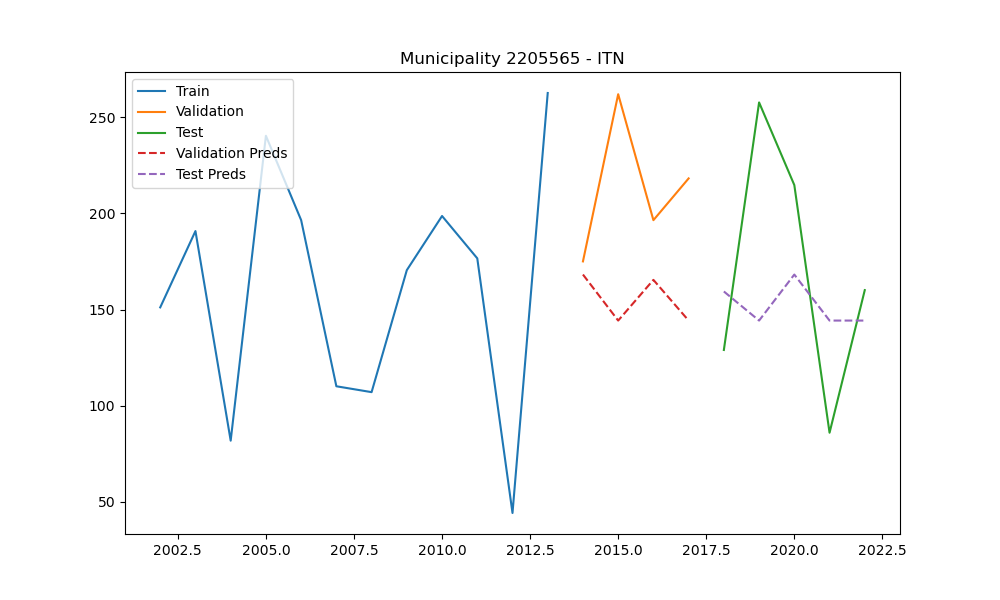 Municipality 2205565 - ITN
Train
Validation
Test
Validation Preds
Test Preds
250
200
150
100
50
2002.5 2005.0 2007.5 2010.0 2012.5 2015.0 2017.5 2020.0 2022.5